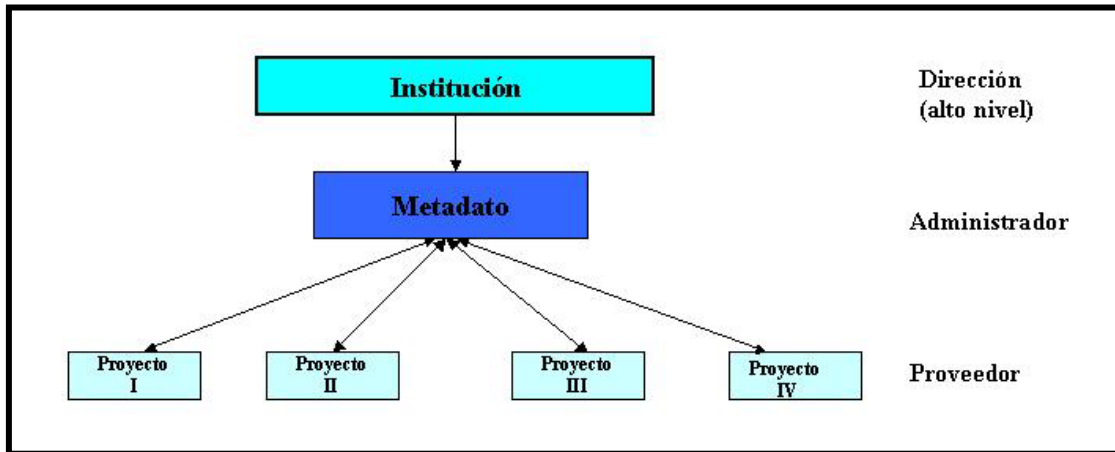 Institución
Dirección
(alto nivel)
Metadato
Administrador
Proyecto
I
Proyecto
II
Proyecto
III
Proyecto
IV
Proveedor